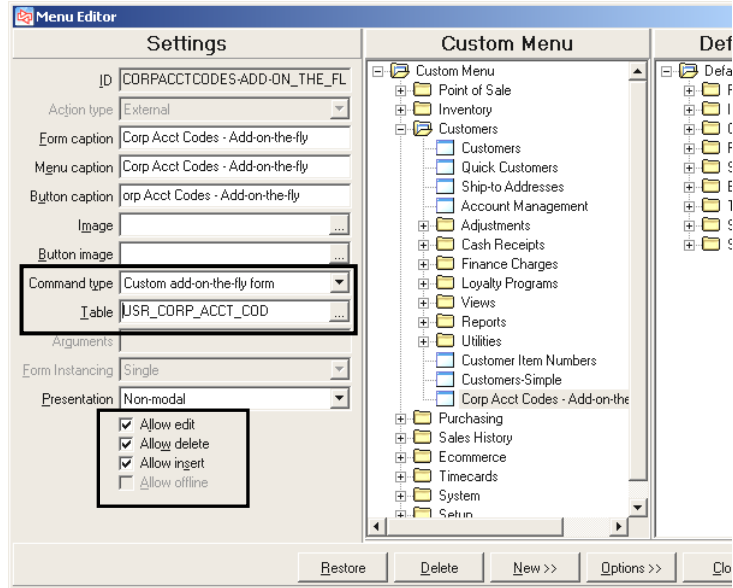 Menu Editor
Settings
ID CORPACCTCODES-ADD-ON_THE_FL
Action type External
Form caption Corp Acct Codes - Add-on-the-fly
Menu caption Corp Acct Codes - Add-on-the-fly
Button caption orp Acct Codes - Add-on-the-fly
Image ...
Button image ...
Command type Custom add-on-the-fly form
Table USR_CORP_ACCT_COD ...
Arguments
Form Instancing Single
Presentation Non-modal
Allow edit
Allow delete
Allow insert
Allow offline
Custom Menu
Custom Menu
Point of Sale
Inventory
Customers
Customers
Quick Customers
Ship-to Addresses
Account Management
Adjustments
Cash Receipts
Finance Charges
Loyalty Programs
Views
Reports
Utilities
Customer Item Numbers
Customers-Simple
Corp Acct Codes - Add-on-the
Purchasing
Sales History
Ecommerce
Timecards
System
Setup
Def
Defa
Restore Delete New >> Options >> Clo